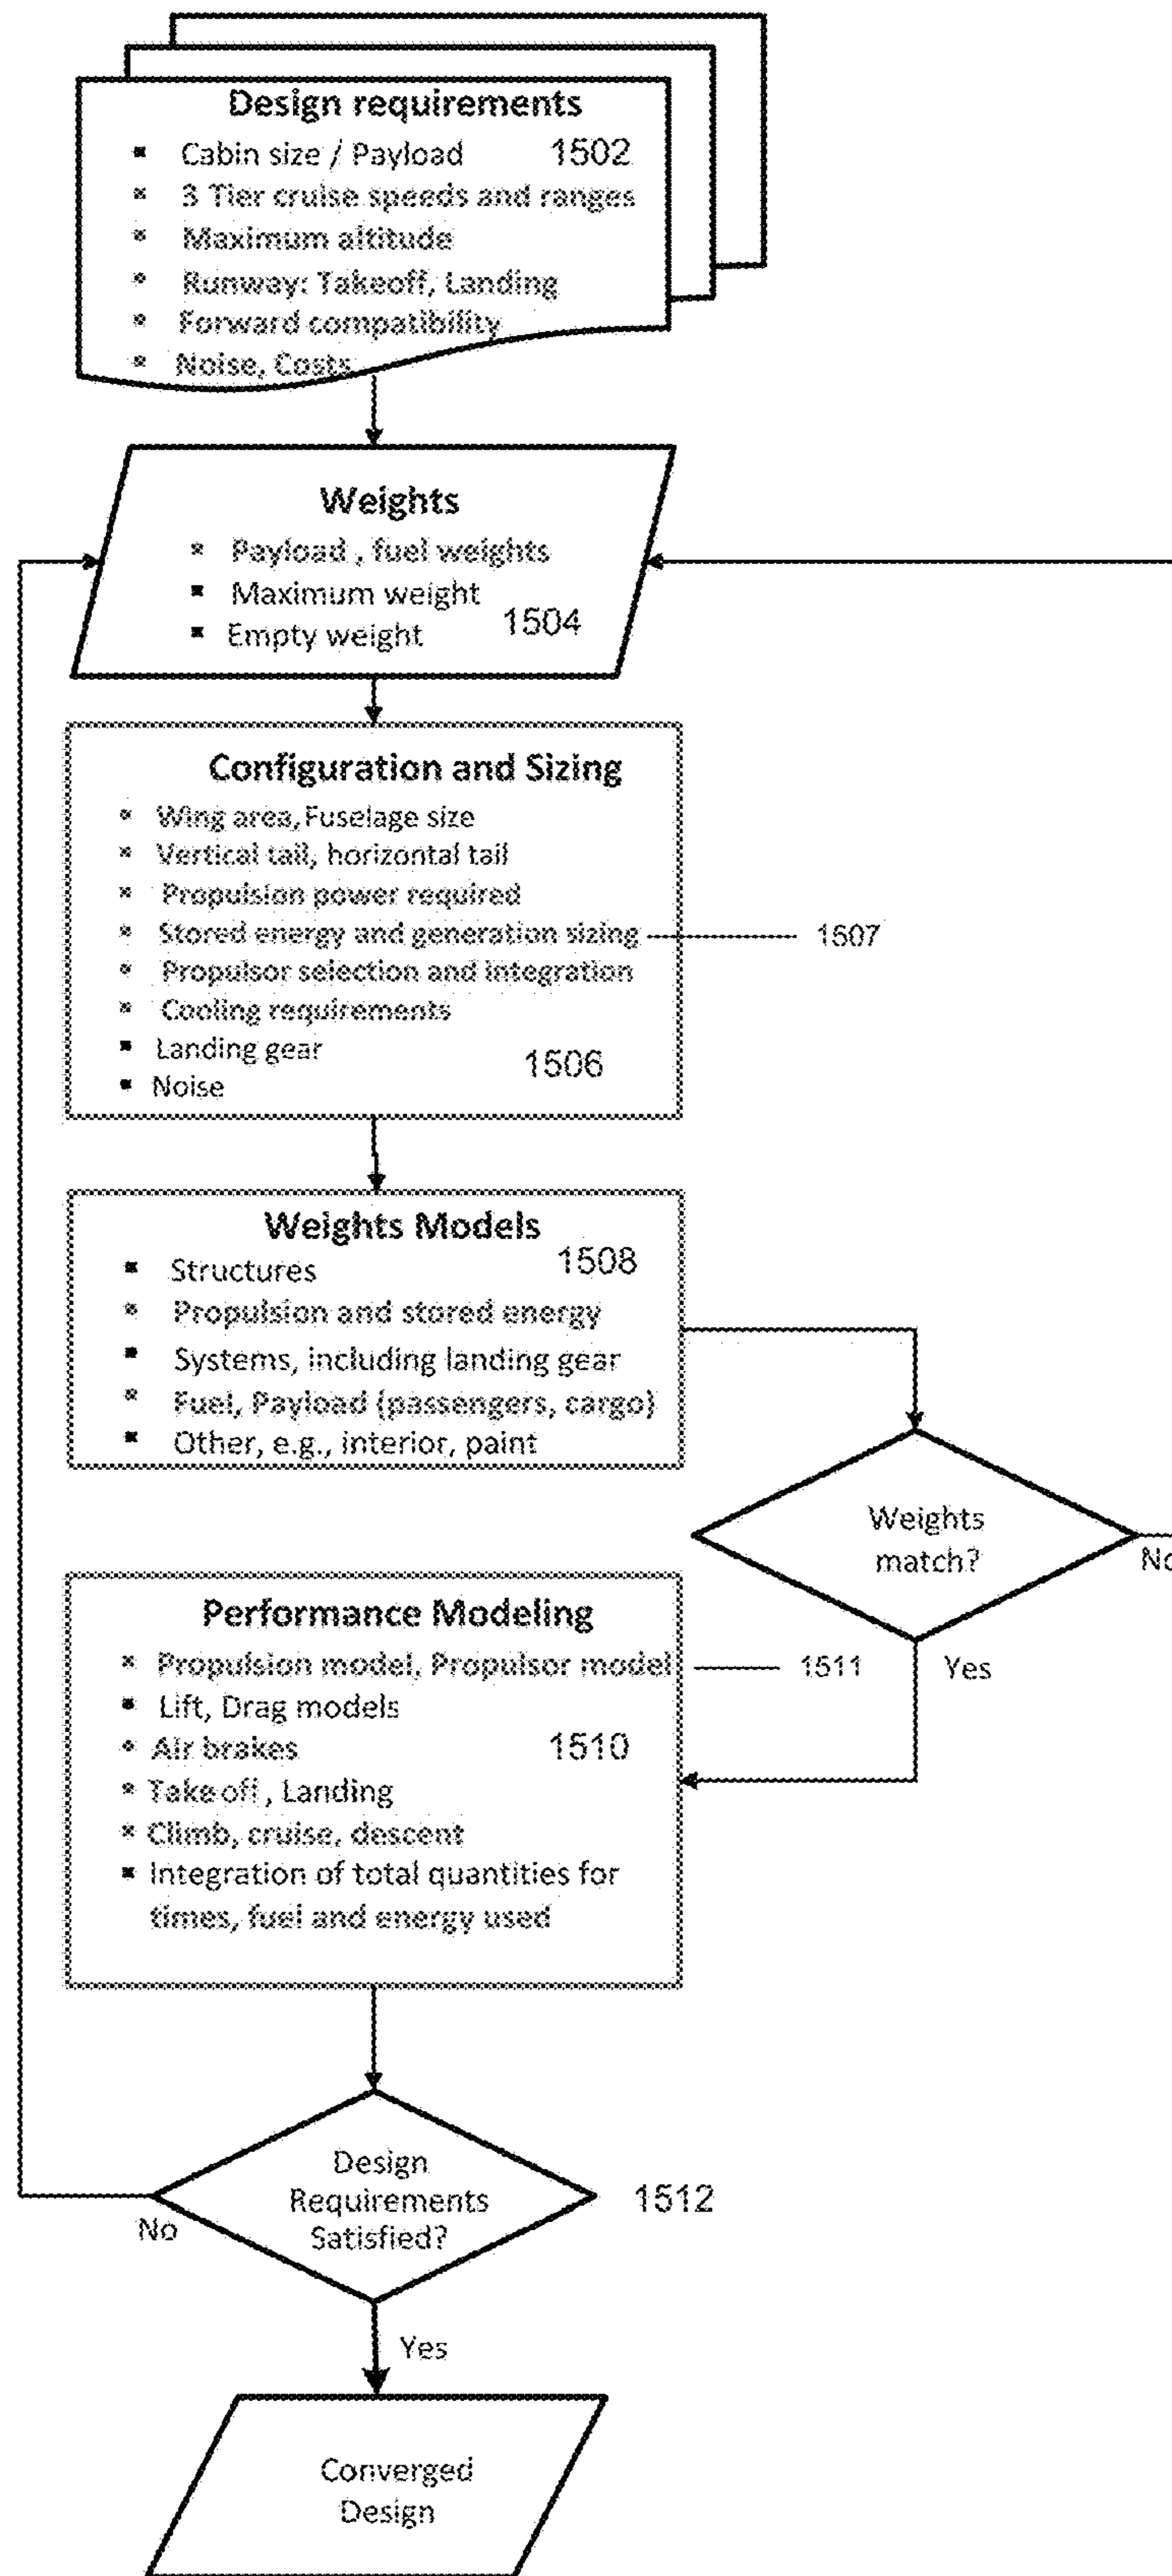 Design requirements
▪ Cabin size / Payload 1502
▪ 3 Tier cruise speeds and ranges
▪ Maximum altitude
▪ Runway: Takeoff, Landing
▪ Forward compatibility
▪ Noise, Costs
Weights
▪ Payload , fuel weights
▪ Maximum weight
▪ Empty weight 1504
Configuration and Sizing
▪ Wing area, Fuselage size
▪ Vertical tail, horizontal tail
▪ Propulsion power required
▪ Stored energy and generation sizing 1507
▪ Propulsor selection and integration
▪ Cooling requirements
▪ Landing gear 1506
▪ Noise
Weights Models
▪ Structures 1508
▪ Propulsion and stored energy
▪ Systems, including landing gear
▪ Fuel, Payload (passengers, cargo)
▪ Other, e.g., interior, paint
Weights
match?
No
Yes
Performance Modeling
▪ Propulsion model, Propulsor model 1511
▪ Lift, Drag models
▪ Air brakes 1510
▪ Takeoff , Landing
▪ Climb, cruise, descent
▪ Integration of total quantities for
times, fuel and energy used
Design
Requirements
Satisfied?
1512
No
Yes
Converged
Design